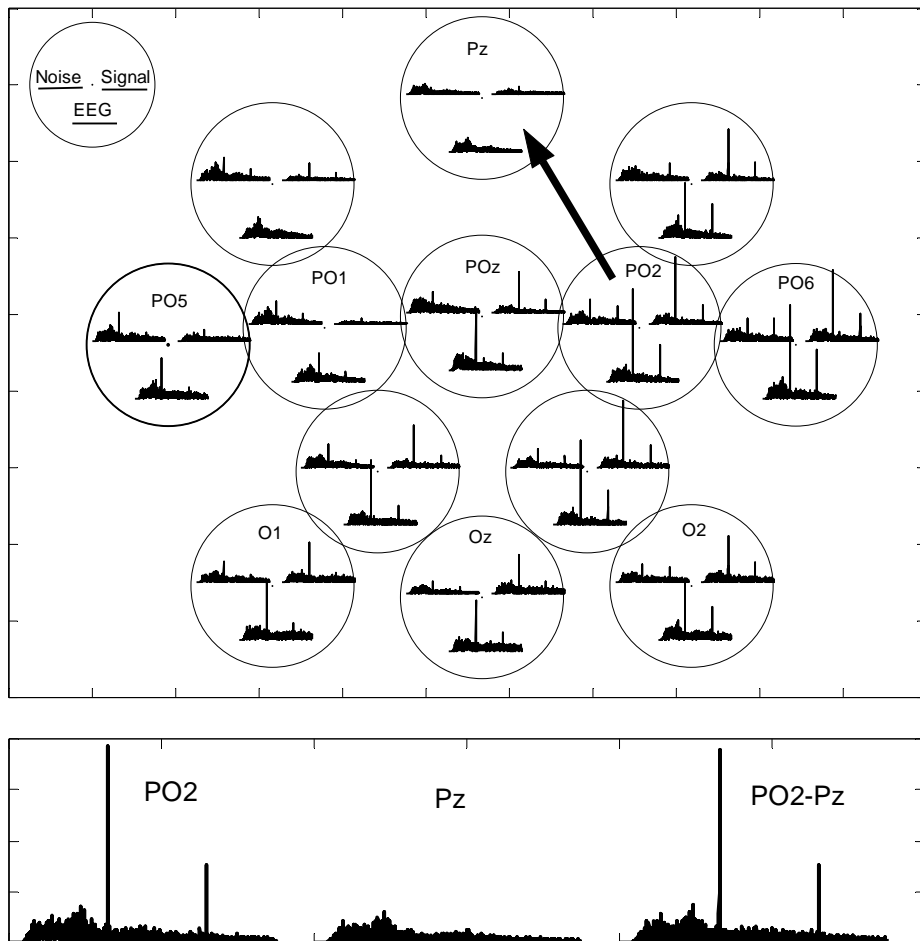 Pz
Noise . Signal
EEG
PO5
PO1
POz
PO2
PO6
O1
Oz
O2
PO2
Pz
PO2-Pz